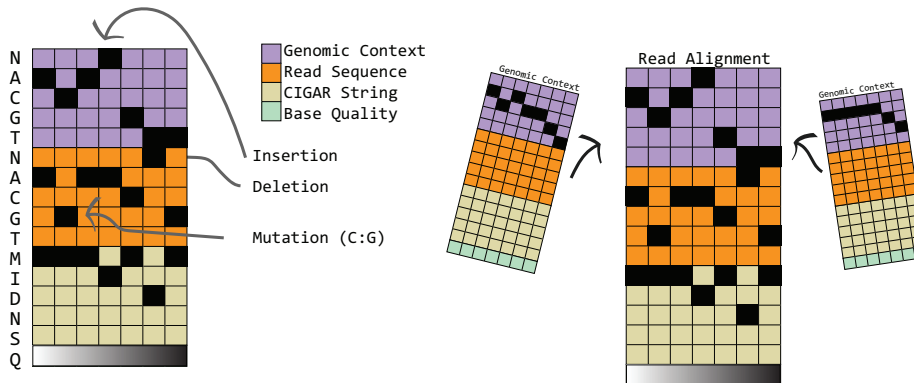 N
A
C
G
T
N
A
C
G
T
M
I
D
N
S
Q
Genomic Context
Read Sequence
CIGAR String
Base Quality
Insertion
Deletion
Mutation (C:G)
Genomic Context
Read Alignment
Genomic Context